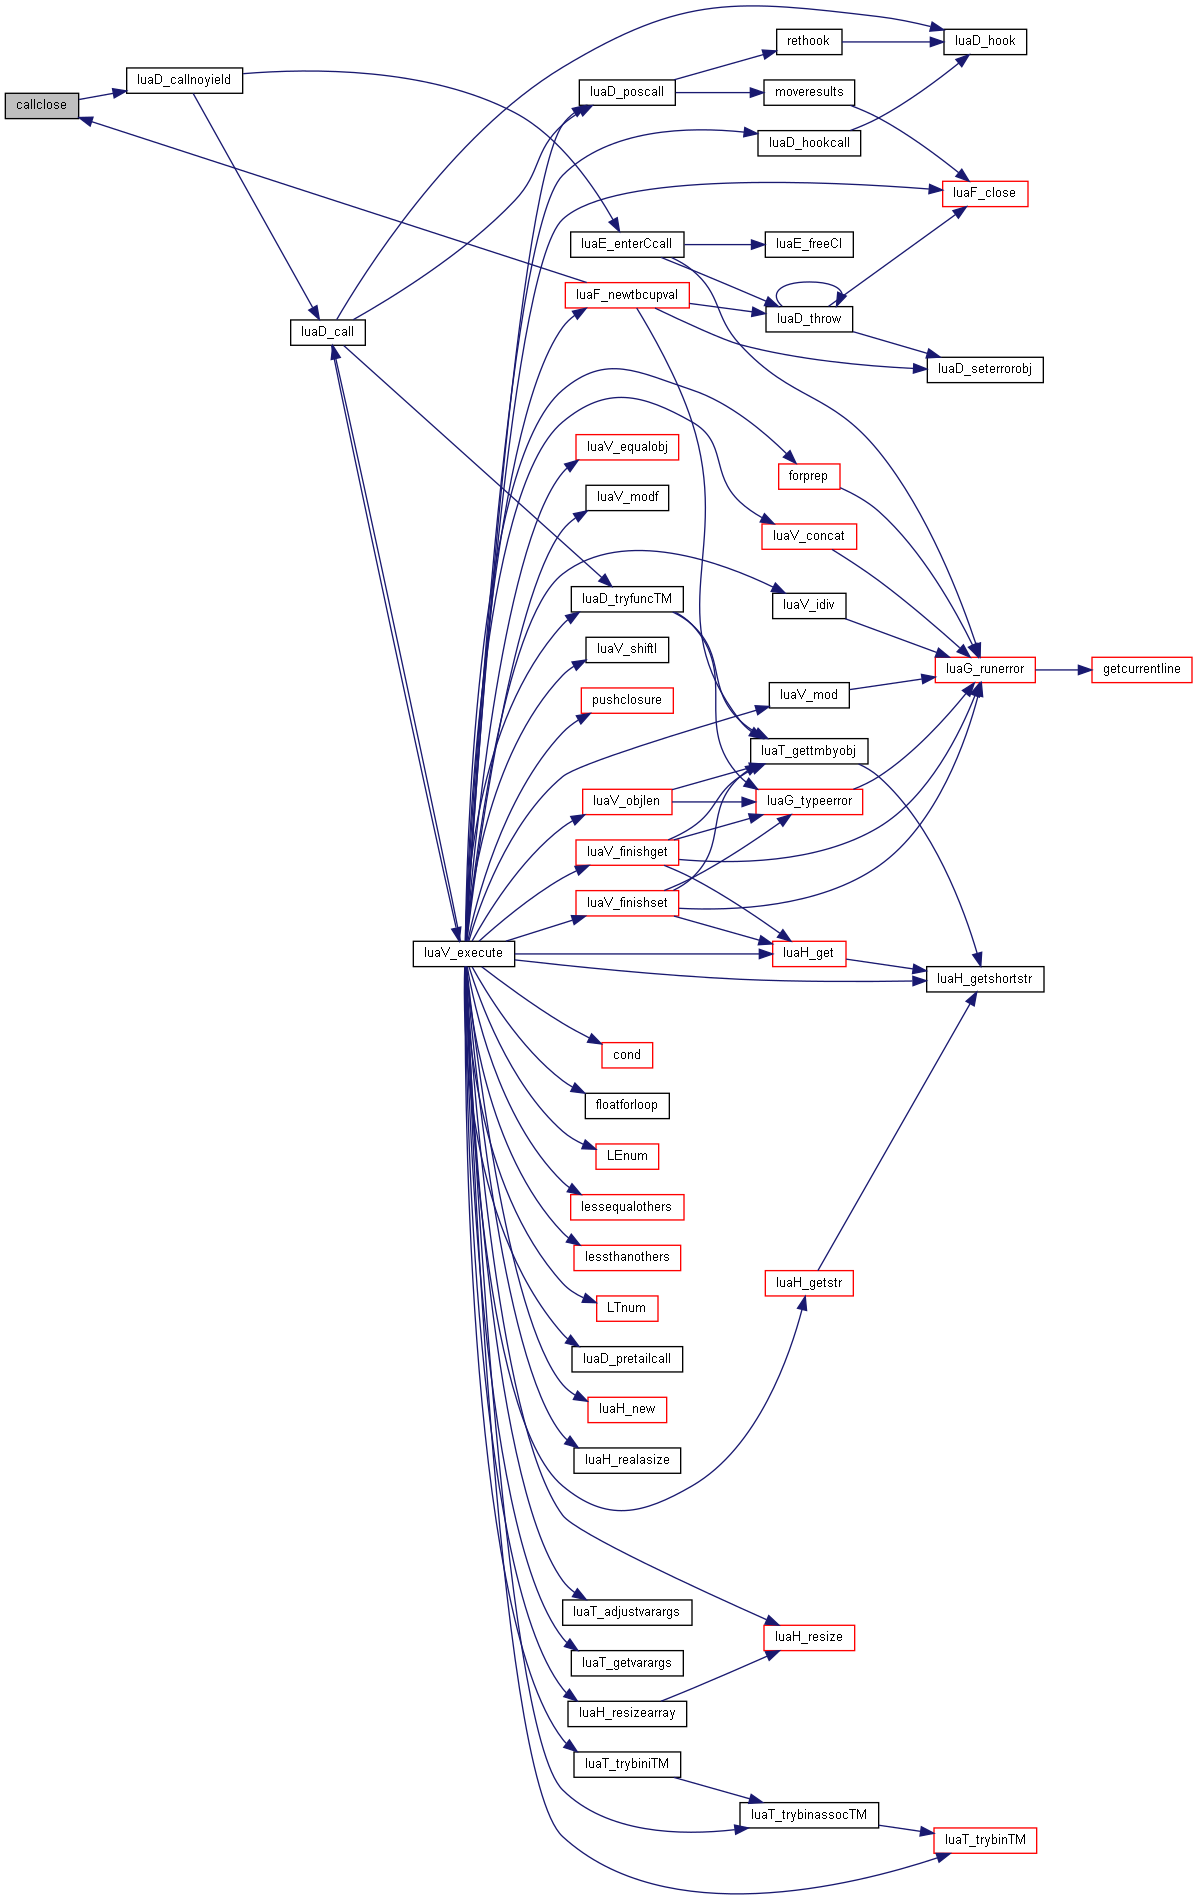 rethook
luaD_hook
luaD_callnoyield
callclose
luaD_poscall
moveresults
luaD_hookcall
luaF_close
luaE_enterCcall
luaE_freeCI
luaF_newtbcupval
luaD_throw
luaD_call
luaD_seterrorobj
luaV_equalobj
forprep
luaV_modf
luaV_concat
luaD_tryfuncTM
luaV_idiv
luaV_shiftl
luaG_runerror
getcurrentline
pushclosure
luaV_mod
luaT_gettmbyobj
luaV_objlen
luaG_typeerror
luaV_finishget
luaV_finishset
luaV_execute
luaH_get
luaH_getshortstr
cond
floatforloop
LEnum
lessequalothers
lessthanothers
luaH_getstr
LTnum
luaD_pretailcall
luaH_new
luaH_realasize
luaT_adjustvarargs
luaH_resize
luaT_getvarargs
luaH_resizearray
luaT_trybiniTM
luaT_trybinassocTM
luaT_trybinTM